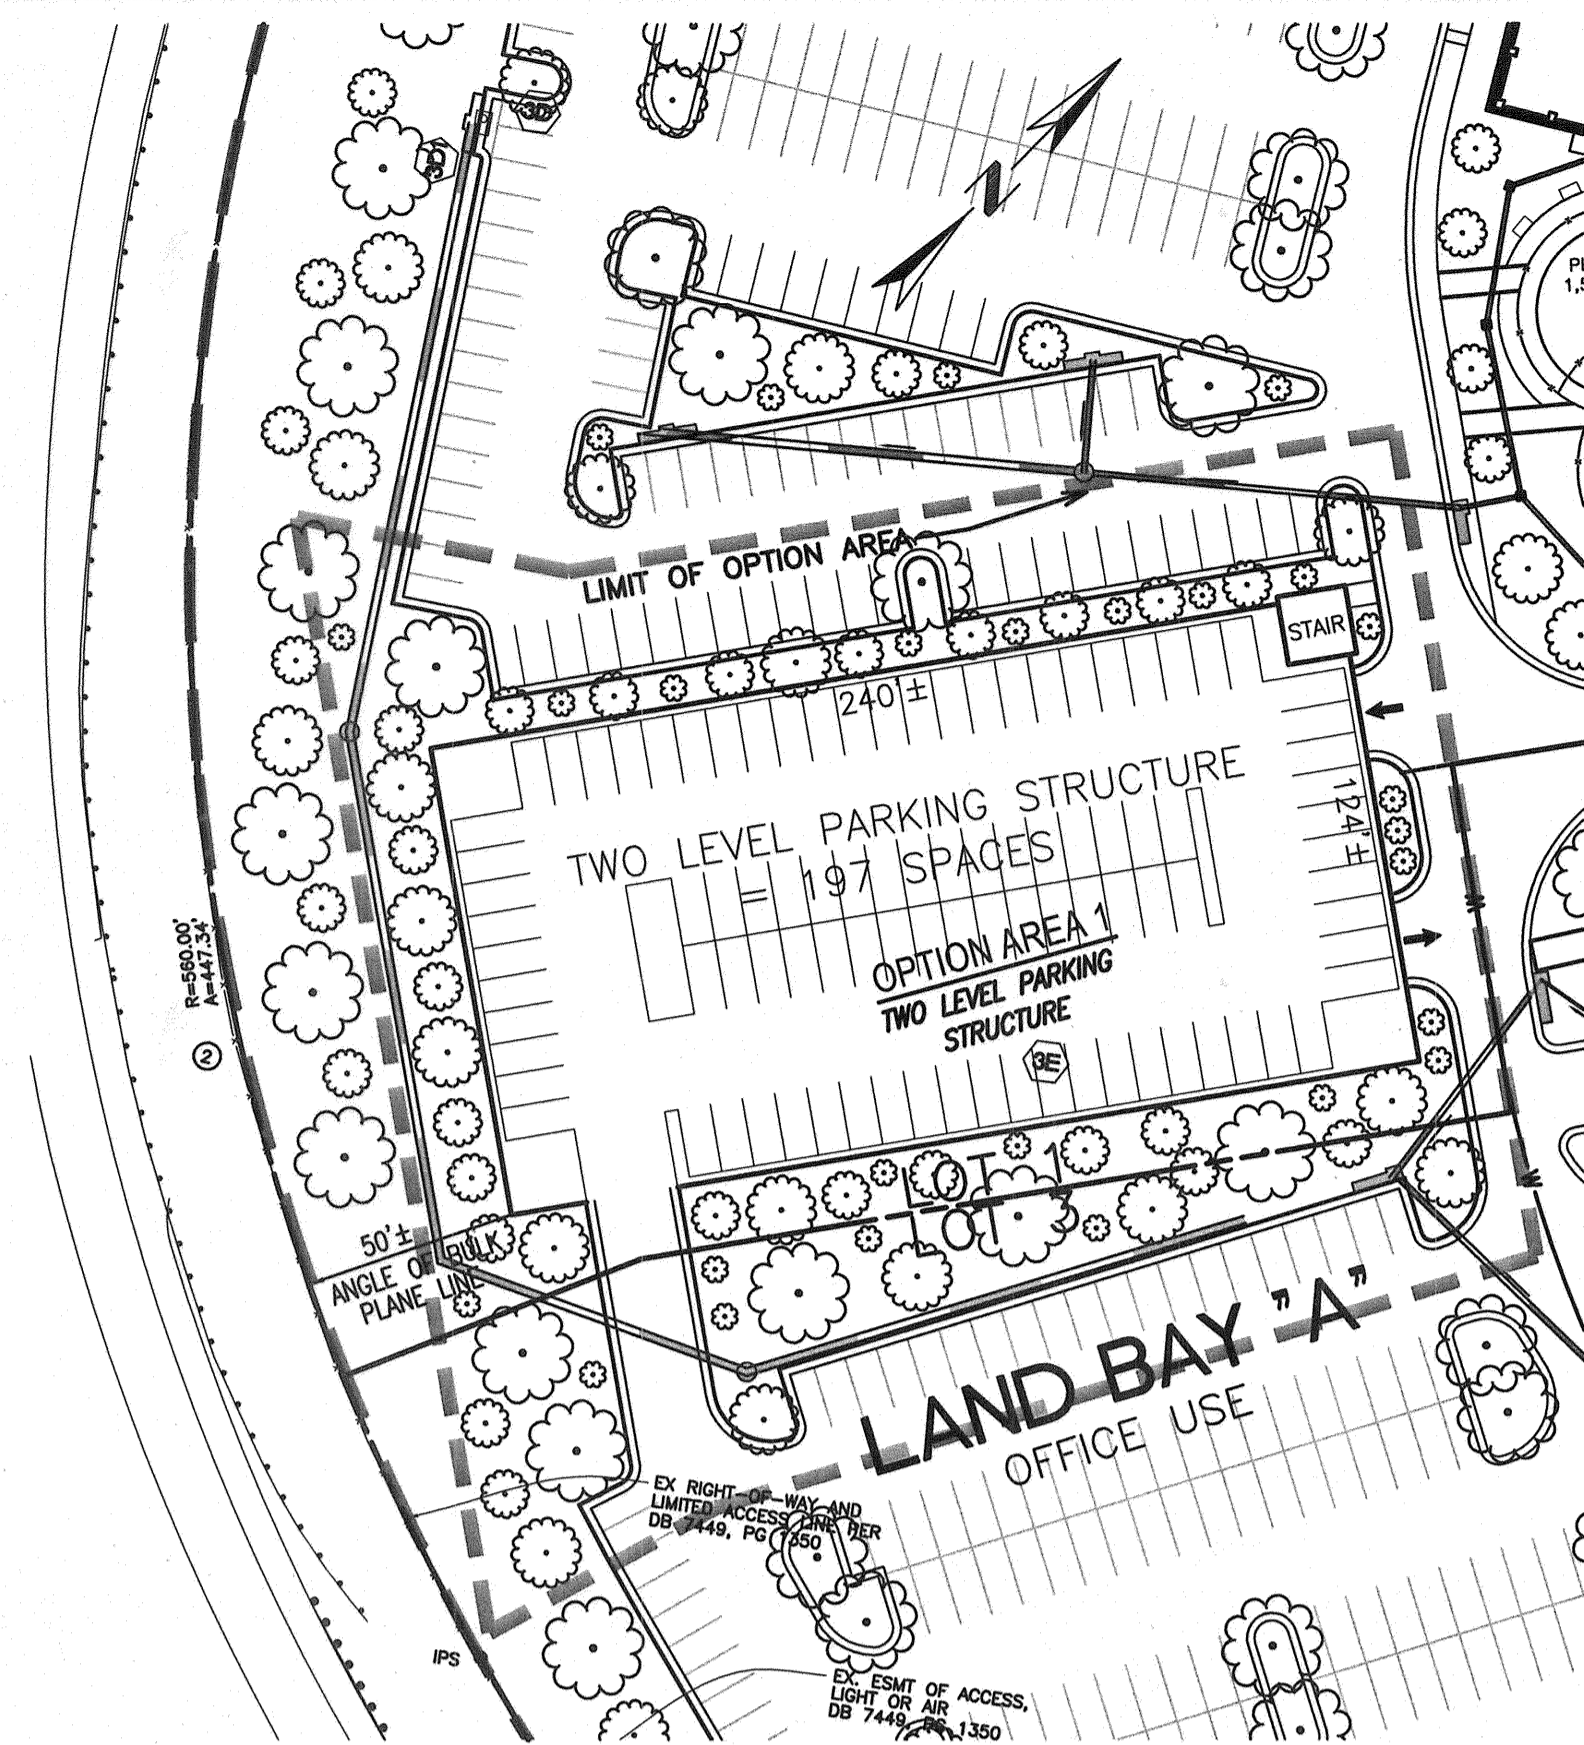 3D
3D
N
PL
1,5
LIMIT OF OPTION AREA
STAIR
240'±
124'±
TWO LEVEL PARKING STRUCTURE
= 197 SPACES
OPTION AREA 1
TWO LEVEL PARKING
STRUCTURE
3E
R=560.00'
A=447.34'
2
W
LOT 1
LOT 3
W
50'±
BULK
ANGLE OF
PLANE LINE
LAND BAY "A"
OFFICE USE
EX RIGHT-OF-WAY AND
LIMITED ACCESS LINE PER
DB 7449, PG 1350
IPS
EX. ESMT OF ACCESS,
LIGHT OR AIR
DB 7449, PG 1350